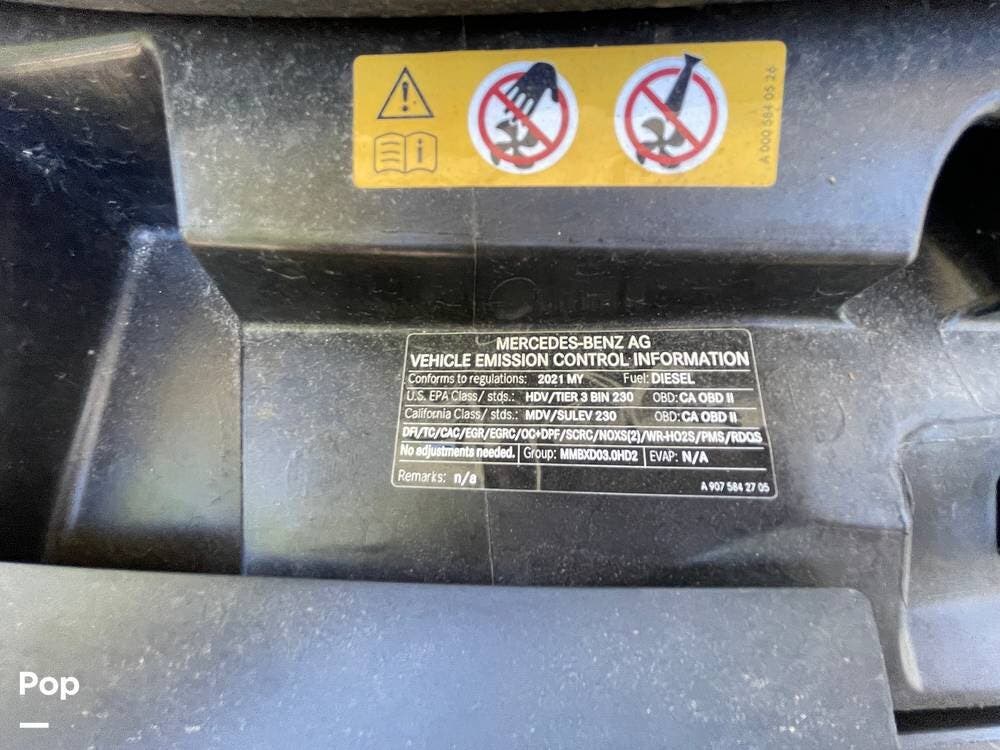 A 000 584 05 26
MERCEDES-BENZ AG
VEHICLE EMISSION CONTROL INFORMATION
Conforms to regulations: 2021 MY Fuel: DIESEL
U.S. EPA Class/ stds.: HDV/TIER 3 BIN 230 OBD: CA OBD II
California Class/ stds.: MDV/SULEV 230 OBD: CA OBD II
DFI/TC/CAC/EGR/EGRC/OC+DPF/SCRC/NOXS(2)/WR-HO2S/PMS/RDQS
No adjustments needed. Group: MMBXD03.0HD2 EVAP: N/A
Remarks: n/a
A 907 584 27 05
Pop